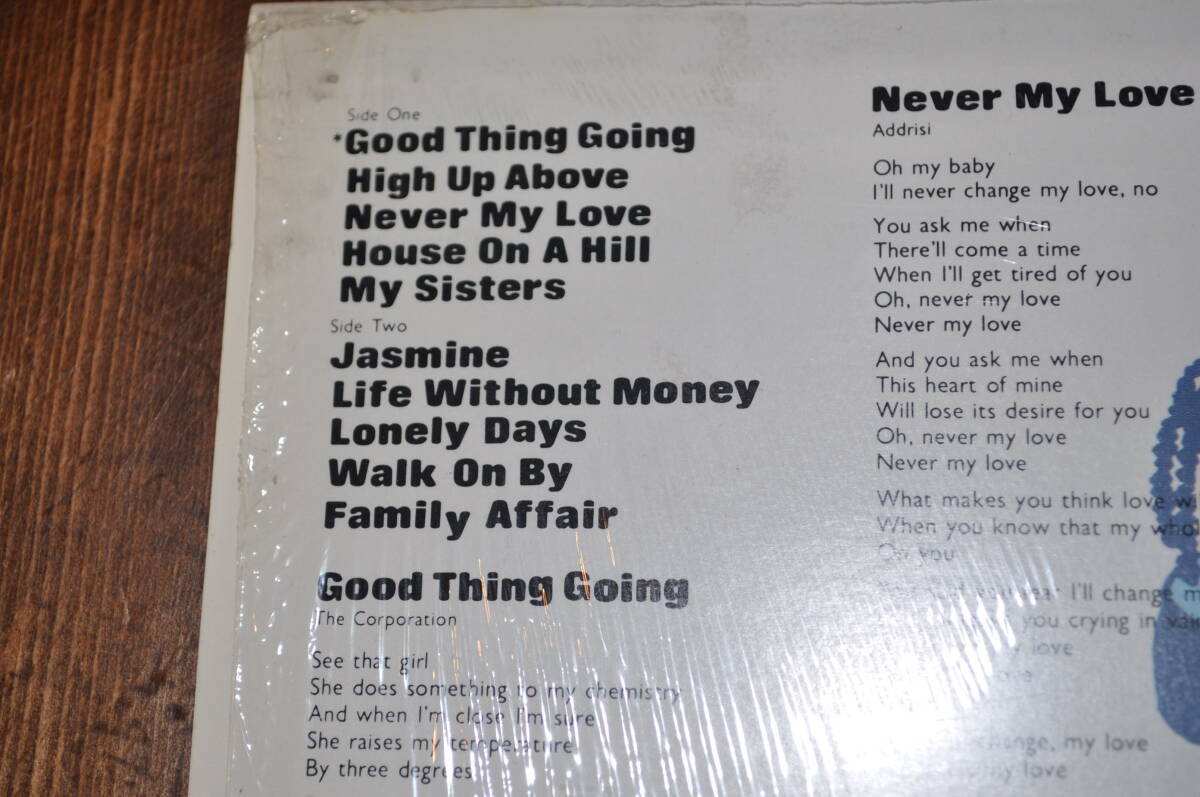 Side One
*Good Thing Going
High Up Above
Never My Love
House On A Hill
My Sisters
Side Two
Jasmine
Life Without Money
Lonely Days
Walk On By
Family Affair
Good Thing Going
The Corporation
See that girl
She does something to my chemistry
And when I'm close I'm sure
She raises my temperature
By three degrees
Never My Love
Addrisi
Oh my baby
I'll never change my love, no
You ask me when
There'll come a time
When I'll get tired of you
Oh, never my love
Never my love
And you ask me when
This heart of mine
Will lose its desire for you
Oh, never my love
Never my love
What makes you think love
When you know that my
On you
I'll change
you crying in
love
change, my love
my love